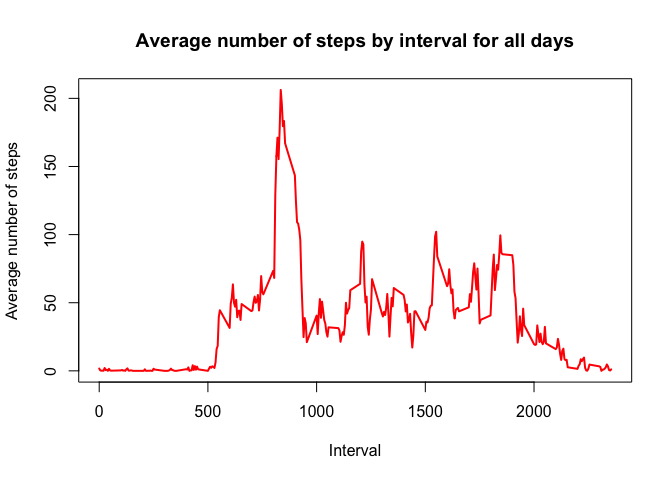 Average number of steps by interval for all days
Average number of steps
200
150
100
50
0
0 500 1000 1500 2000
Interval